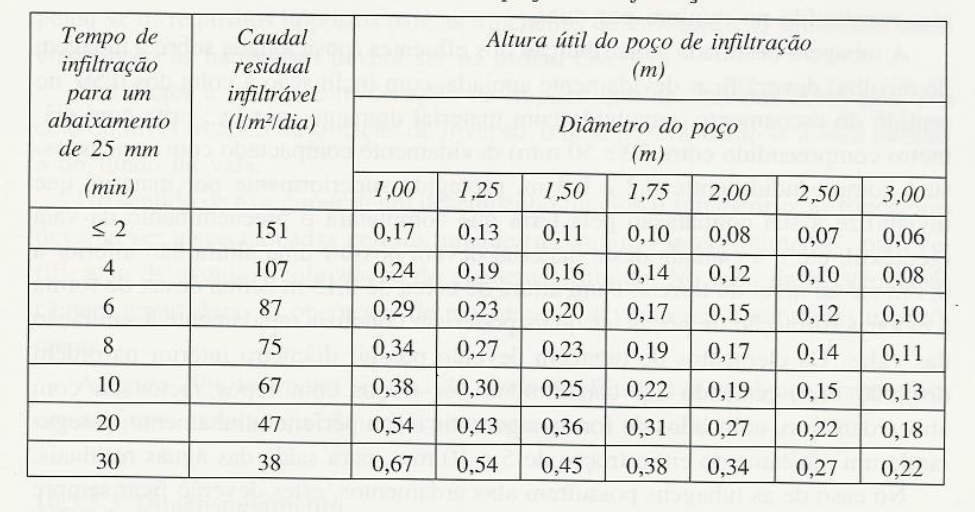 Tempo de infiltração para um abaixamento de 25 mm
(min)
Caudal residual infiltrável (l/m²/dia)
Altura útil do poço de infiltração
(m)
Diâmetro do poço
(m)
1,00 1,25 1,50 1,75 2,00 2,50 3,00
≤ 2 151 0,17 0,13 0,11 0,10 0,08 0,07 0,06
4 107 0,24 0,19 0,16 0,14 0,12 0,10 0,08
6 87 0,29 0,23 0,20 0,17 0,15 0,12 0,10
8 75 0,34 0,27 0,23 0,19 0,17 0,14 0,11
10 67 0,38 0,30 0,25 0,22 0,19 0,15 0,13
20 47 0,54 0,43 0,36 0,31 0,27 0,22 0,18
30 38 0,67 0,54 0,45 0,38 0,34 0,27 0,22